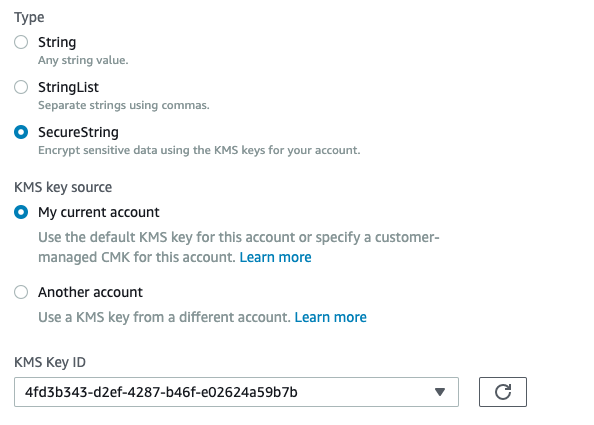 Type
String
Any string value.
StringList
Separate strings using commas.
SecureString
Encrypt sensitive data using the KMS keys for your account.
KMS key source
My current account
Use the default KMS key for this account or specify a customer-
managed CMK for this account. Learn more
Another account
Use a KMS key from a different account. Learn more
KMS Key ID
4fd3b343-d2ef-4287-b46f-e02624a59b7b